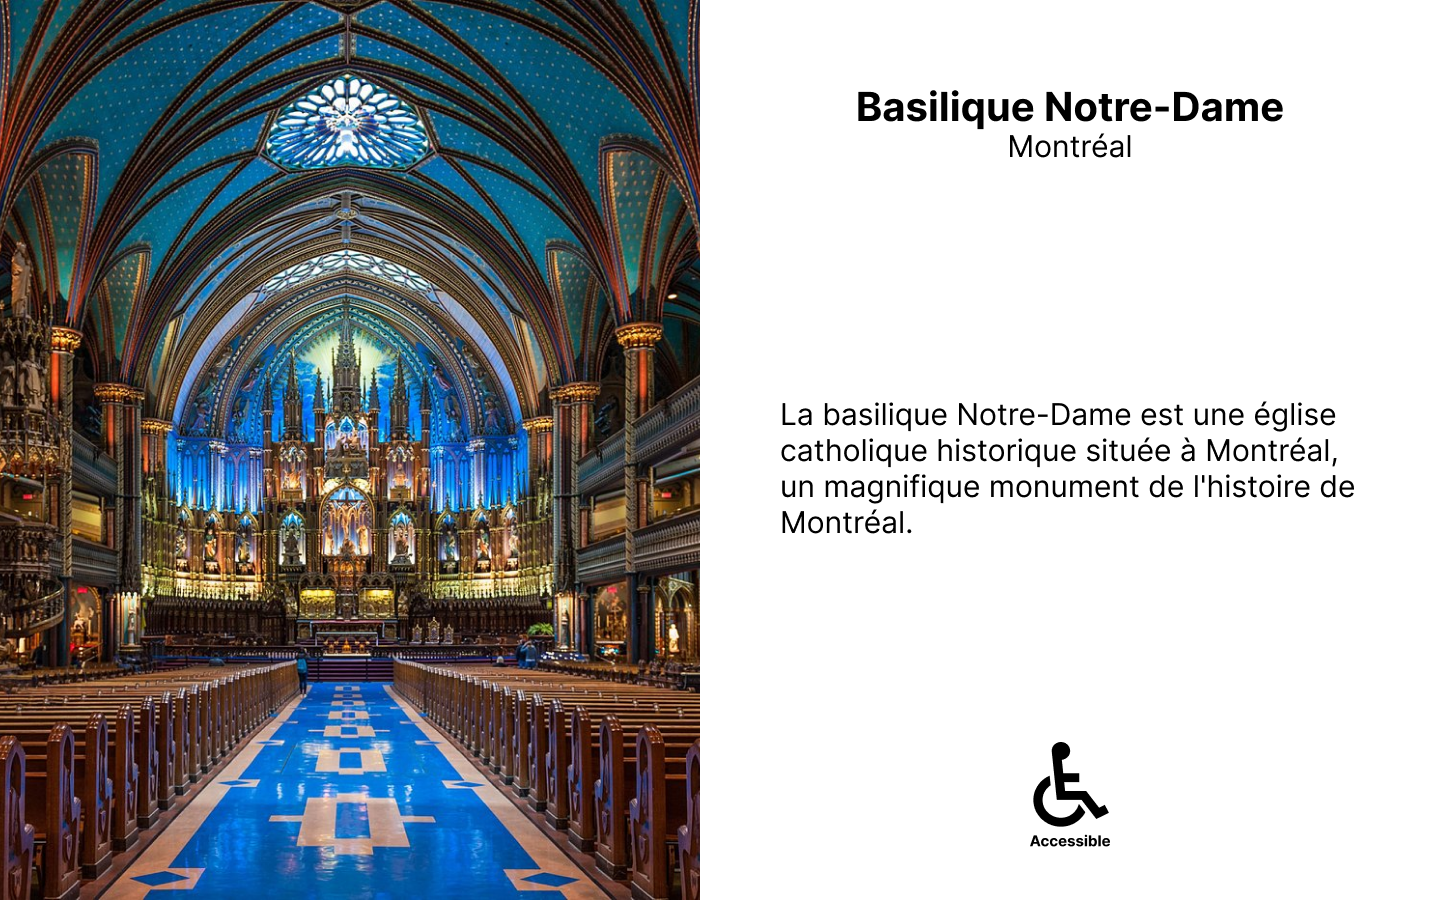 Basilique Notre-Dame
Montréal
La basilique Notre-Dame est une église
catholique historique située à Montréal,
un magnifique monument de l'histoire de
Montréal.
Accessible